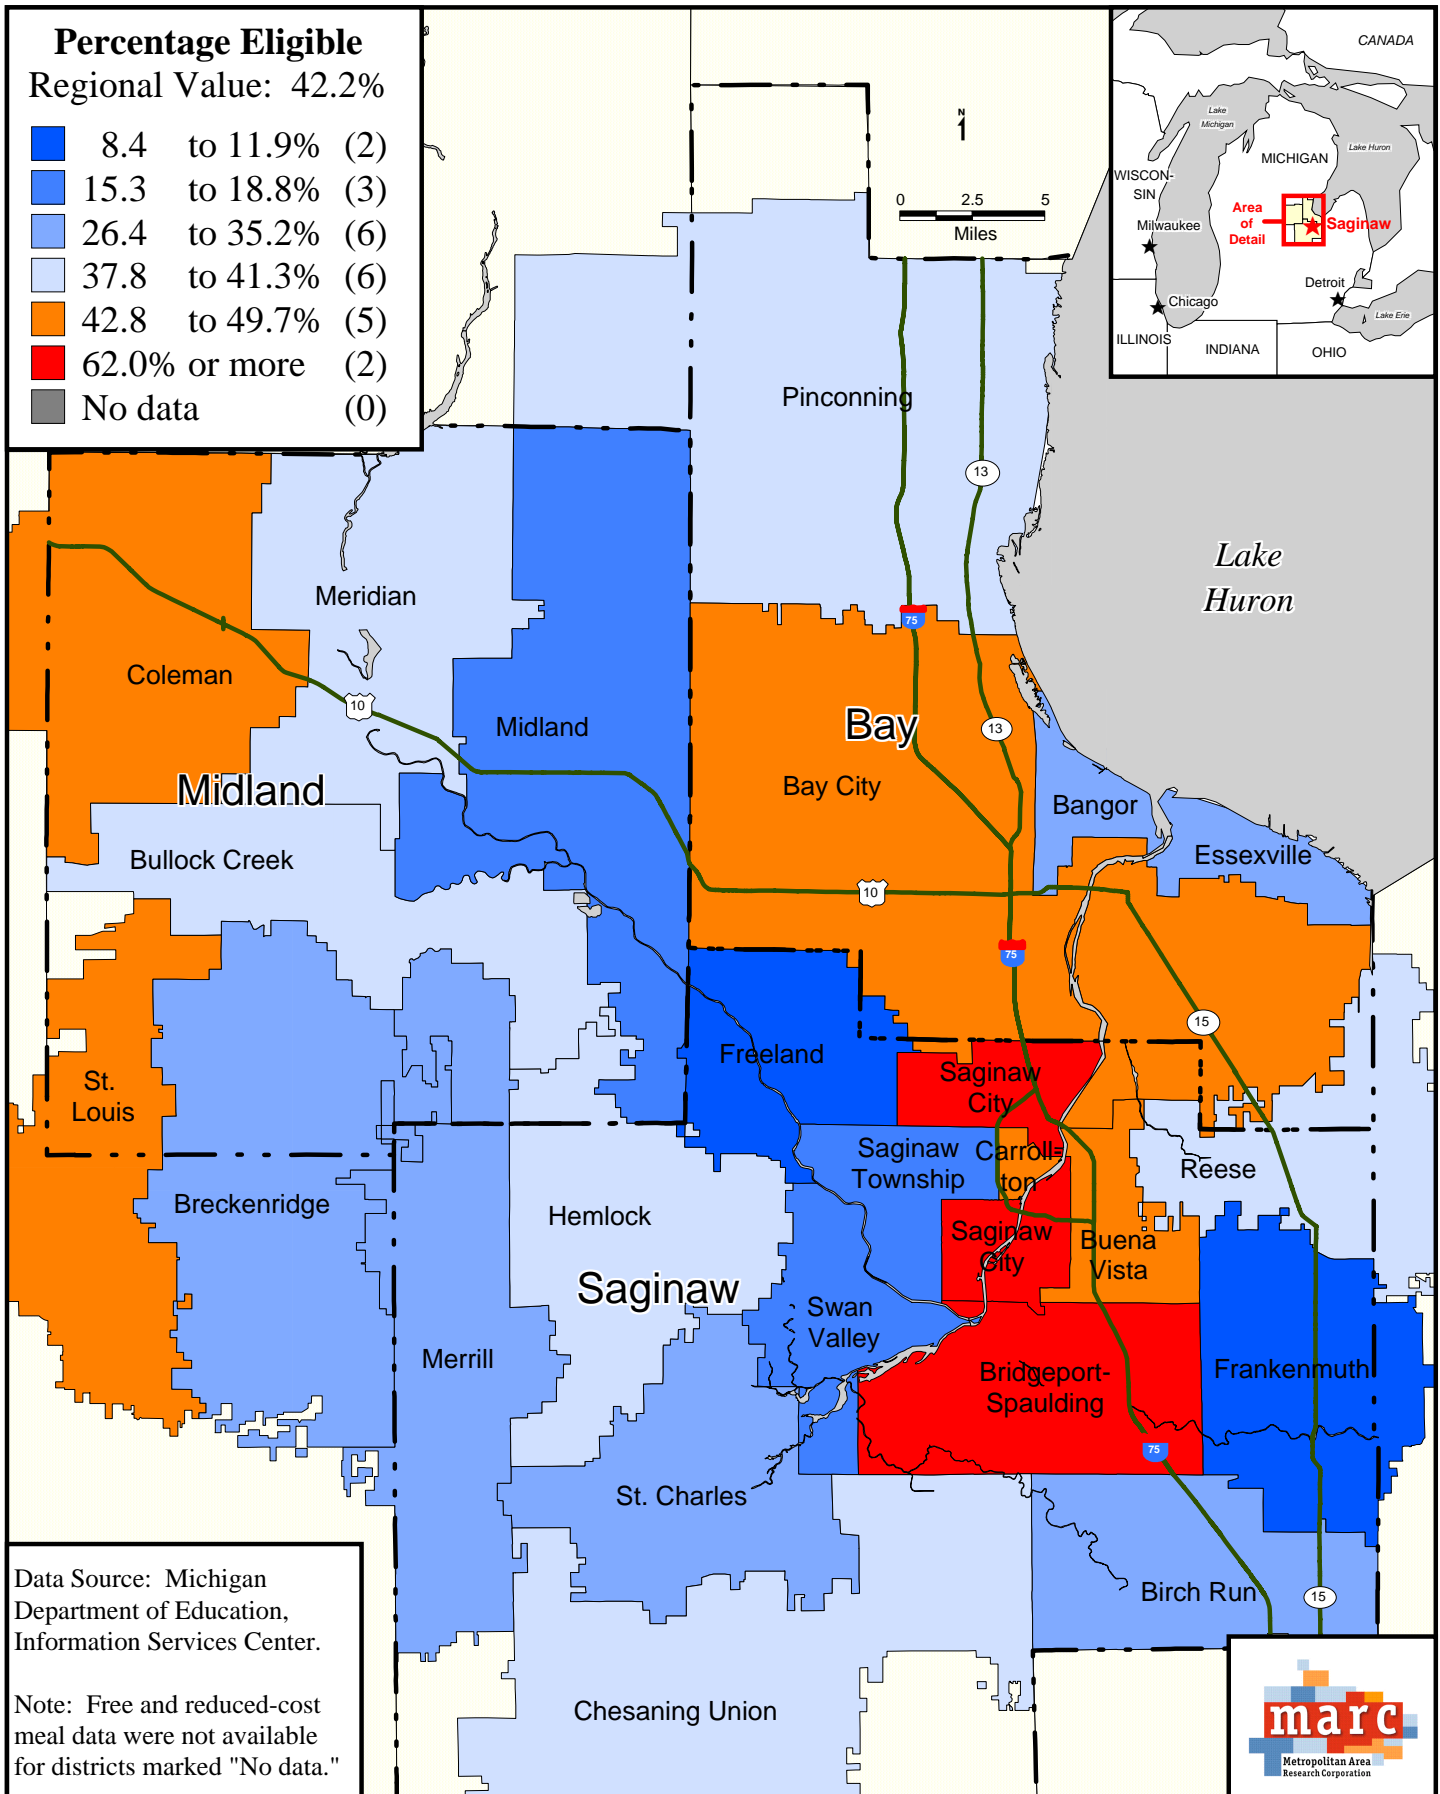 Percentage Eligible
Regional Value: 42.2%
8.4 to 11.9% (2)
15.3 to 18.8% (3)
26.4 to 35.2% (6)
37.8 to 41.3% (6)
42.8 to 49.7% (5)
62.0% or more (2)
No data (0)
N
0 2.5 5
Miles
CANADA
Lake
Michigan
Lake Huron
MICHIGAN
WISCON-
SIN
Area
of
Detail
Saginaw
Milwaukee
Detroit
Chicago
Lake Erie
ILLINOIS
INDIANA
OHIO
Pinconning
13
Lake
Huron
Meridian
75
Coleman
10
Midland
Bay
13
Midland
Bay City
Bangor
Bullock Creek
Essexville
10
75
15
Freeland
Saginaw
City
St.
Louis
Saginaw
Township
Carroll-
ton
Reese
Breckenridge
Hemlock
Saginaw
City
Buena
Vista
Saginaw
Swan
Valley
Merrill
Bridgeport-
Spaulding
Frankenmuth
75
St. Charles
Birch Run
15
Chesaning Union
Data Source: Michigan
Department of Education,
Information Services Center.
Note: Free and reduced-cost
meal data were not available
for districts marked "No data."
marc
Metropolitan Area
Research Corporation